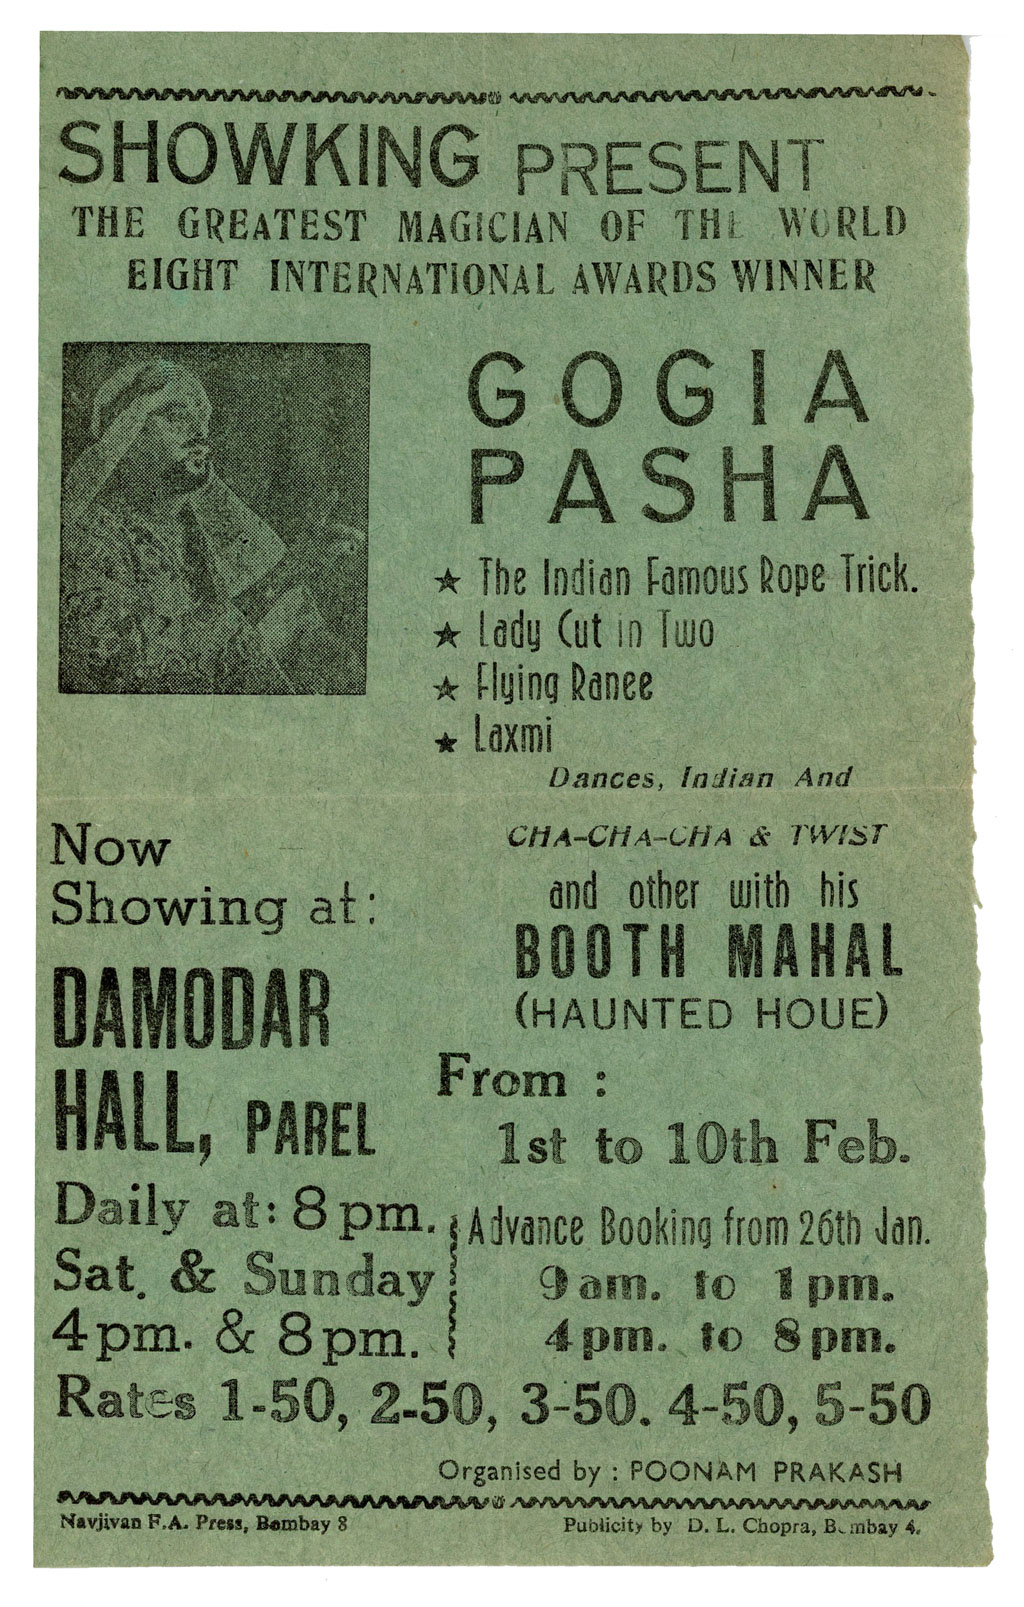 SHOWKING PRESENT
THE GREATEST MAGICIAN OF THE WORLD
EIGHT INTERNATIONAL AWARDS WINNER
GOGIA
PASHA
★ The Indian Famous Rope Trick.
★ Lady Cut in Two
★ Flying Ranee
★ Laxmi
Dances, Indian And
CHA-CHA-CHA & TWIST
and other with his
BOOTH MAHAL
(HAUNTED HOUE)
Now
Showing at:
DAMODAR
HALL, PAREL
From :
1st to 10th Feb.
Daily at: 8 pm.
Sat. & Sunday
4 pm. & 8 pm.
Advance Booking from 26th Jan.
9 am. to 1 pm.
4 pm. to 8 pm.
Rates 1-50, 2-50, 3-50. 4-50, 5-50
Organised by : POONAM PRAKASH
Navjivan F.A. Press, Bombay 8
Publicity by D. L. Chopra, Bombay 4.